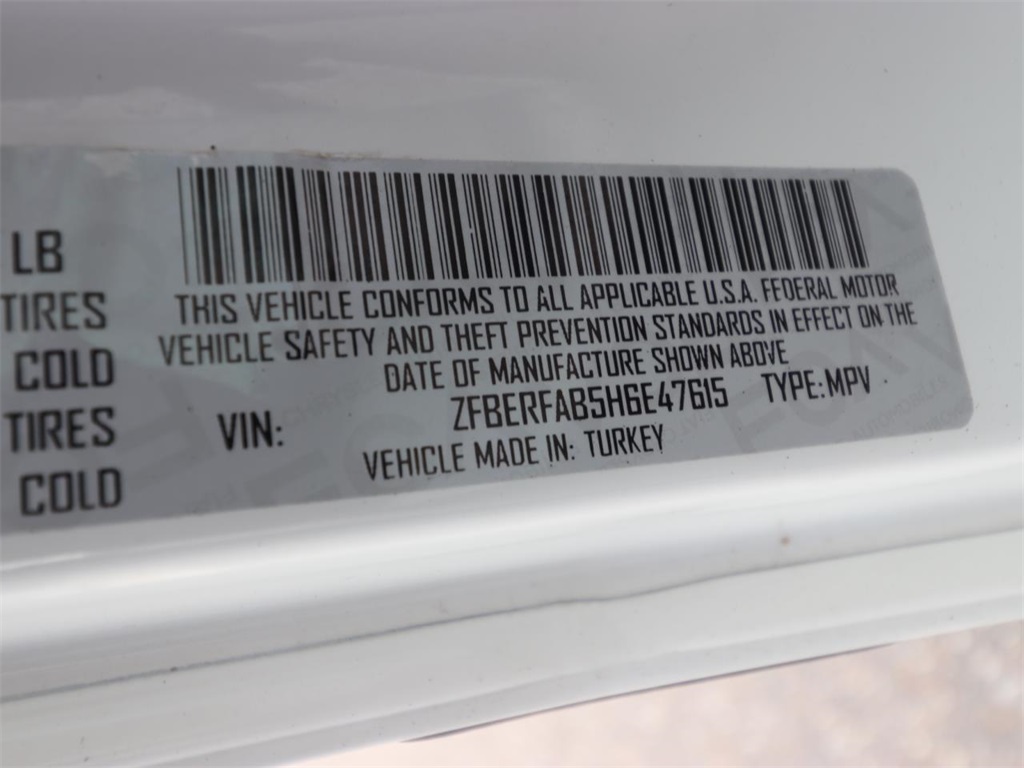 LB
TIRES
COLD
TIRES
COLD
THIS VEHICLE CONFORMS TO ALL APPLICABLE U.S.A. FEDERAL MOTOR
VEHICLE SAFETY AND THEFT PREVENTION STANDARDS IN EFFECT ON THE
DATE OF MANUFACTURE SHOWN ABOVE
VIN: ZFBERFAB5H6E47615 TYPE:MPV
VEHICLE MADE IN: TURKEY